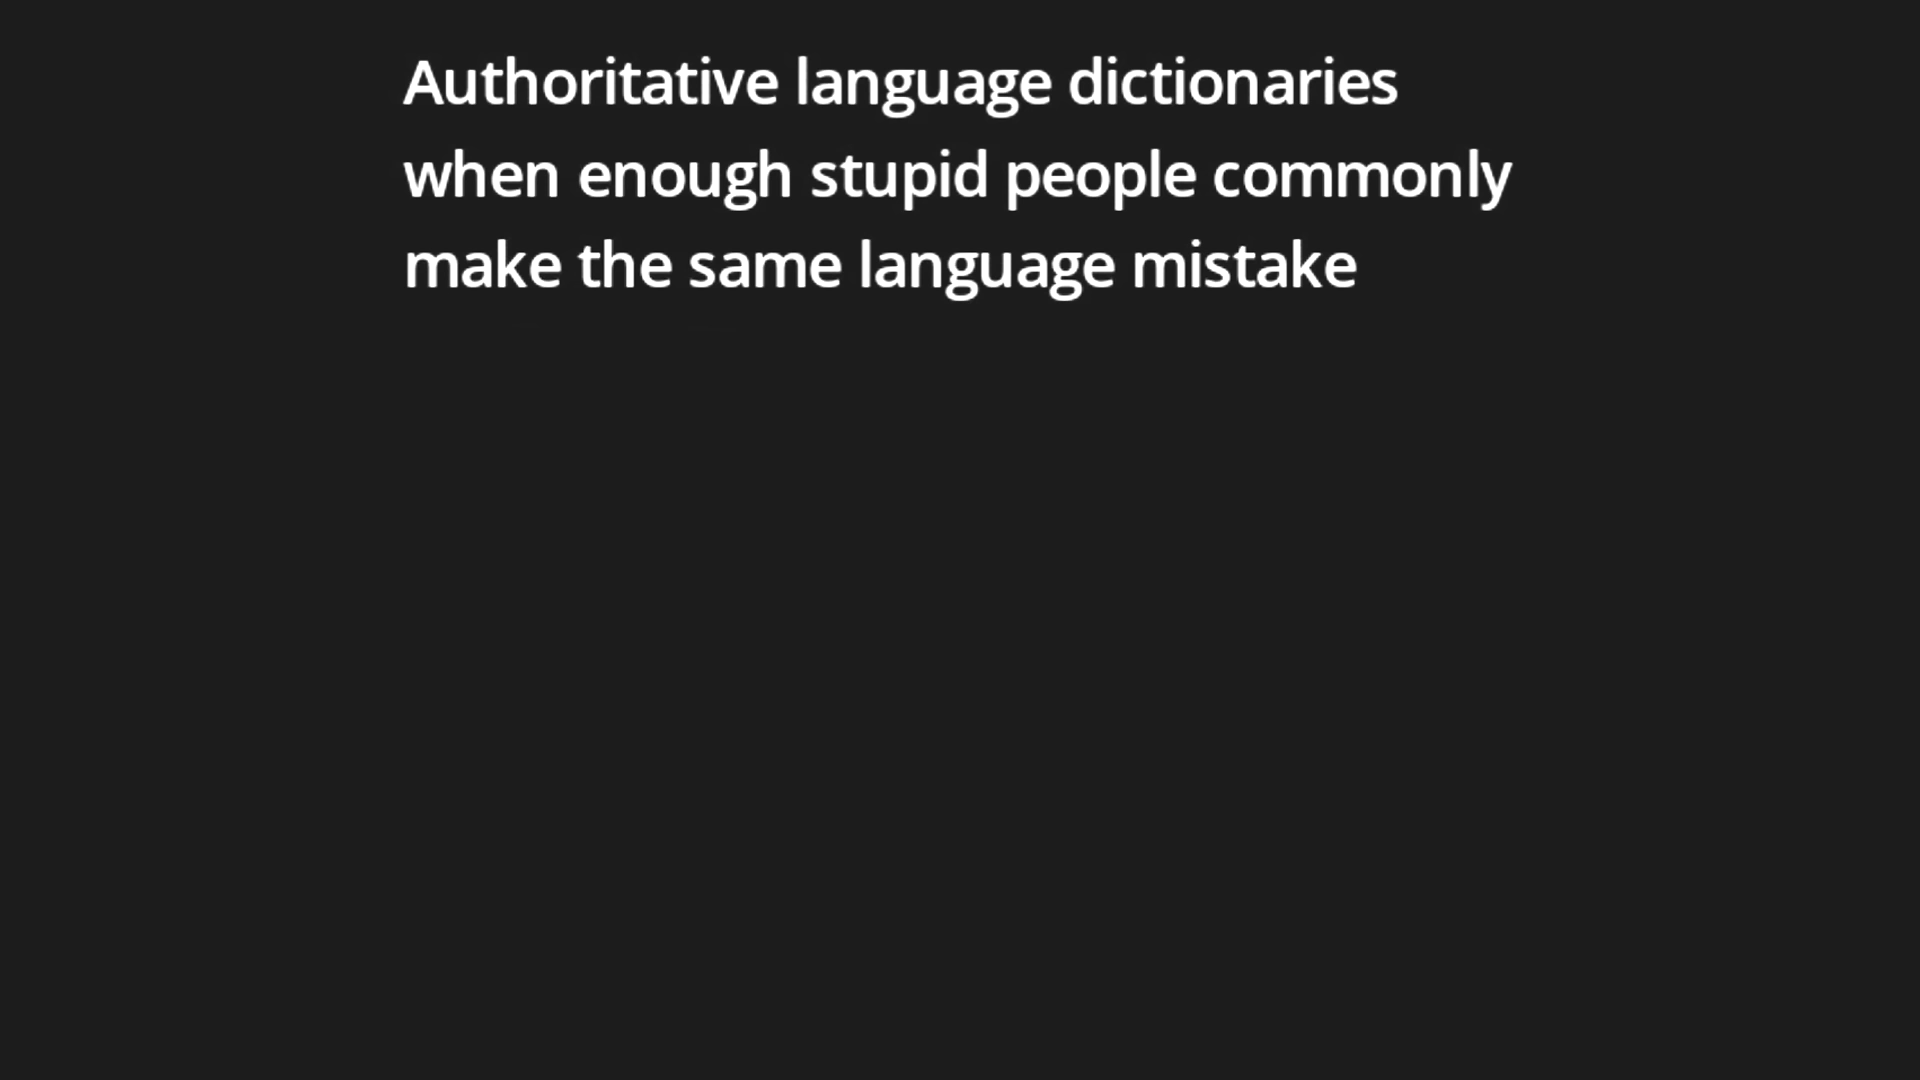 Authoritative language dictionaries
when enough stupid people commonly
make the same language mistake